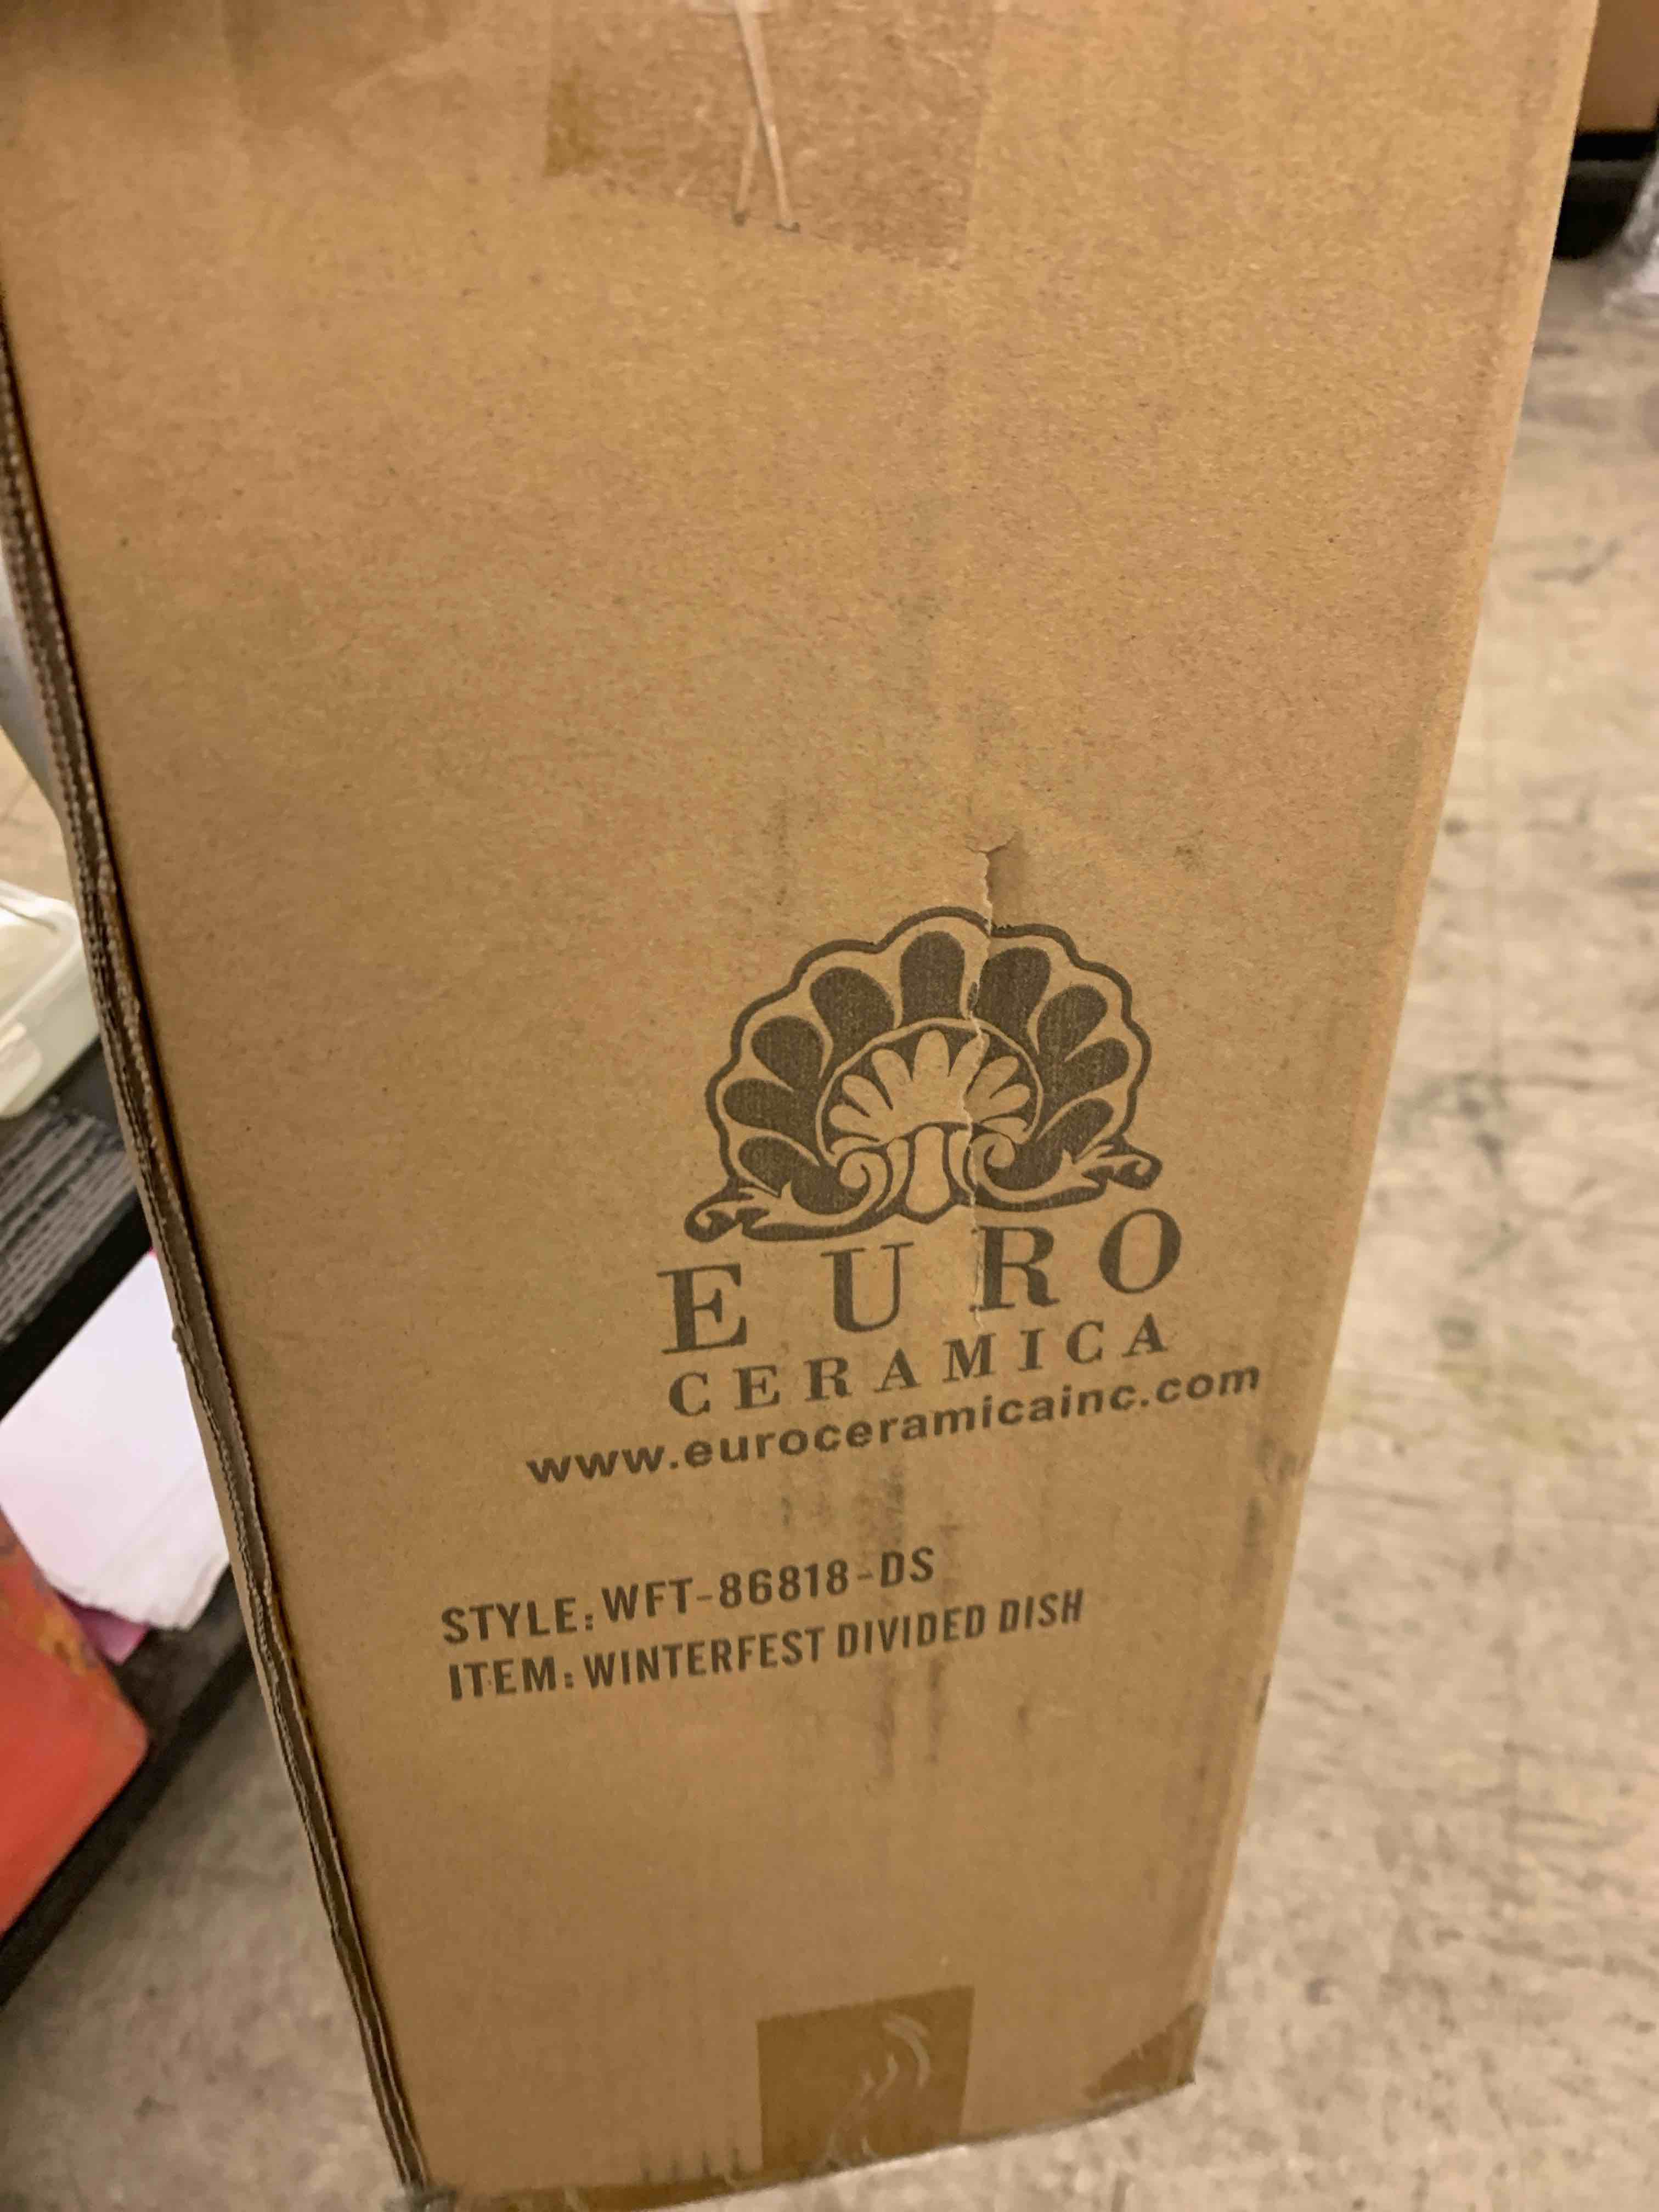 EURO
CERAMICA
www.euroceramicainc.com
STYLE: WFT-86818-DS
ITEM: WINTERFEST DIVIDED DISH